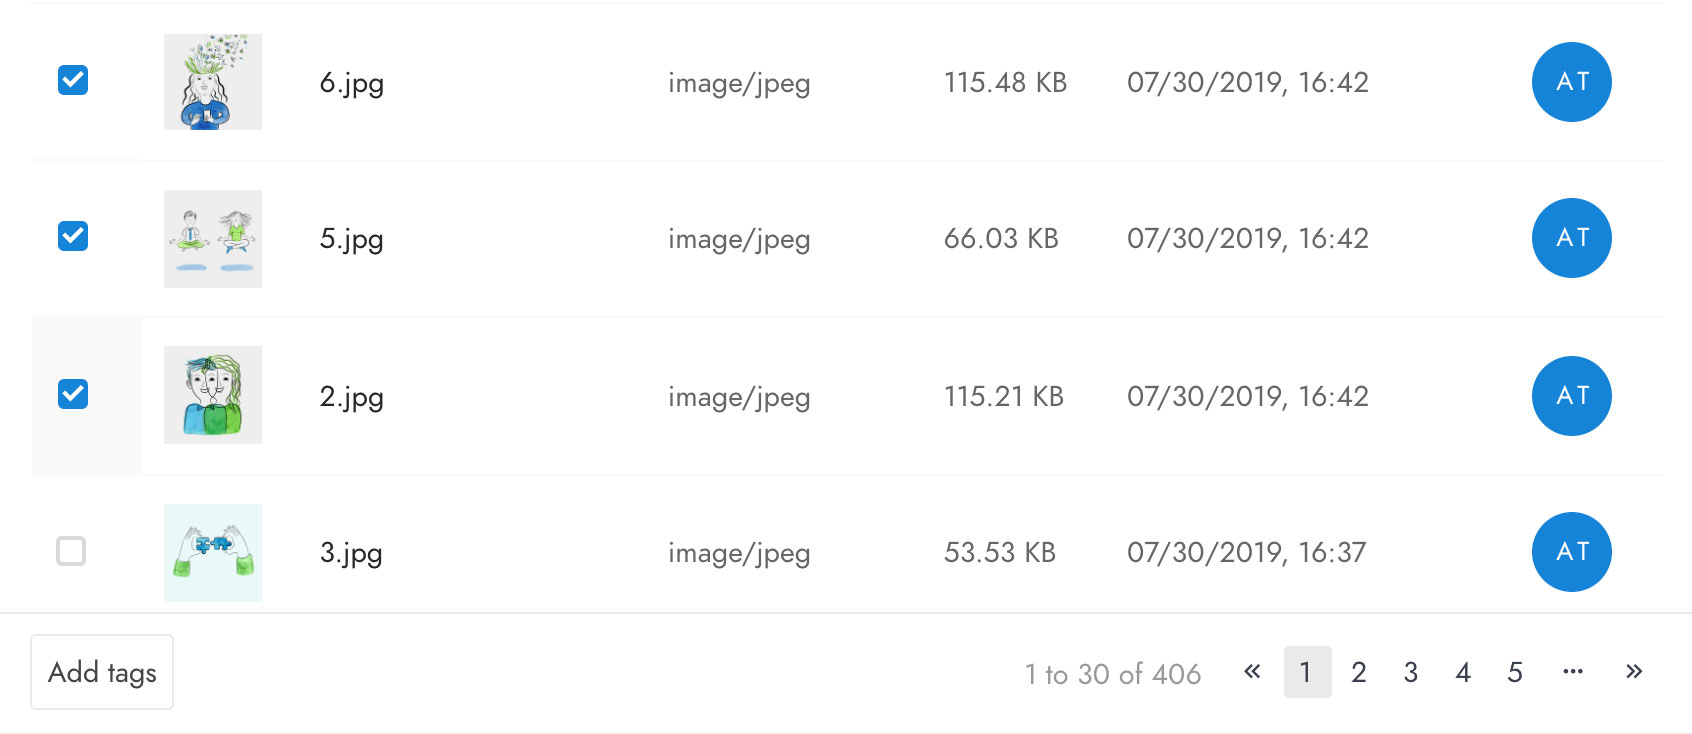 6.jpg image/jpeg 115.48 KB 07/30/2019, 16:42 AT
5.jpg image/jpeg 66.03 KB 07/30/2019, 16:42 AT
2.jpg image/jpeg 115.21 KB 07/30/2019, 16:42 AT
3.jpg image/jpeg 53.53 KB 07/30/2019, 16:37 AT
Add tags 1 to 30 of 406 « 1 2 3 4 5 ··· »